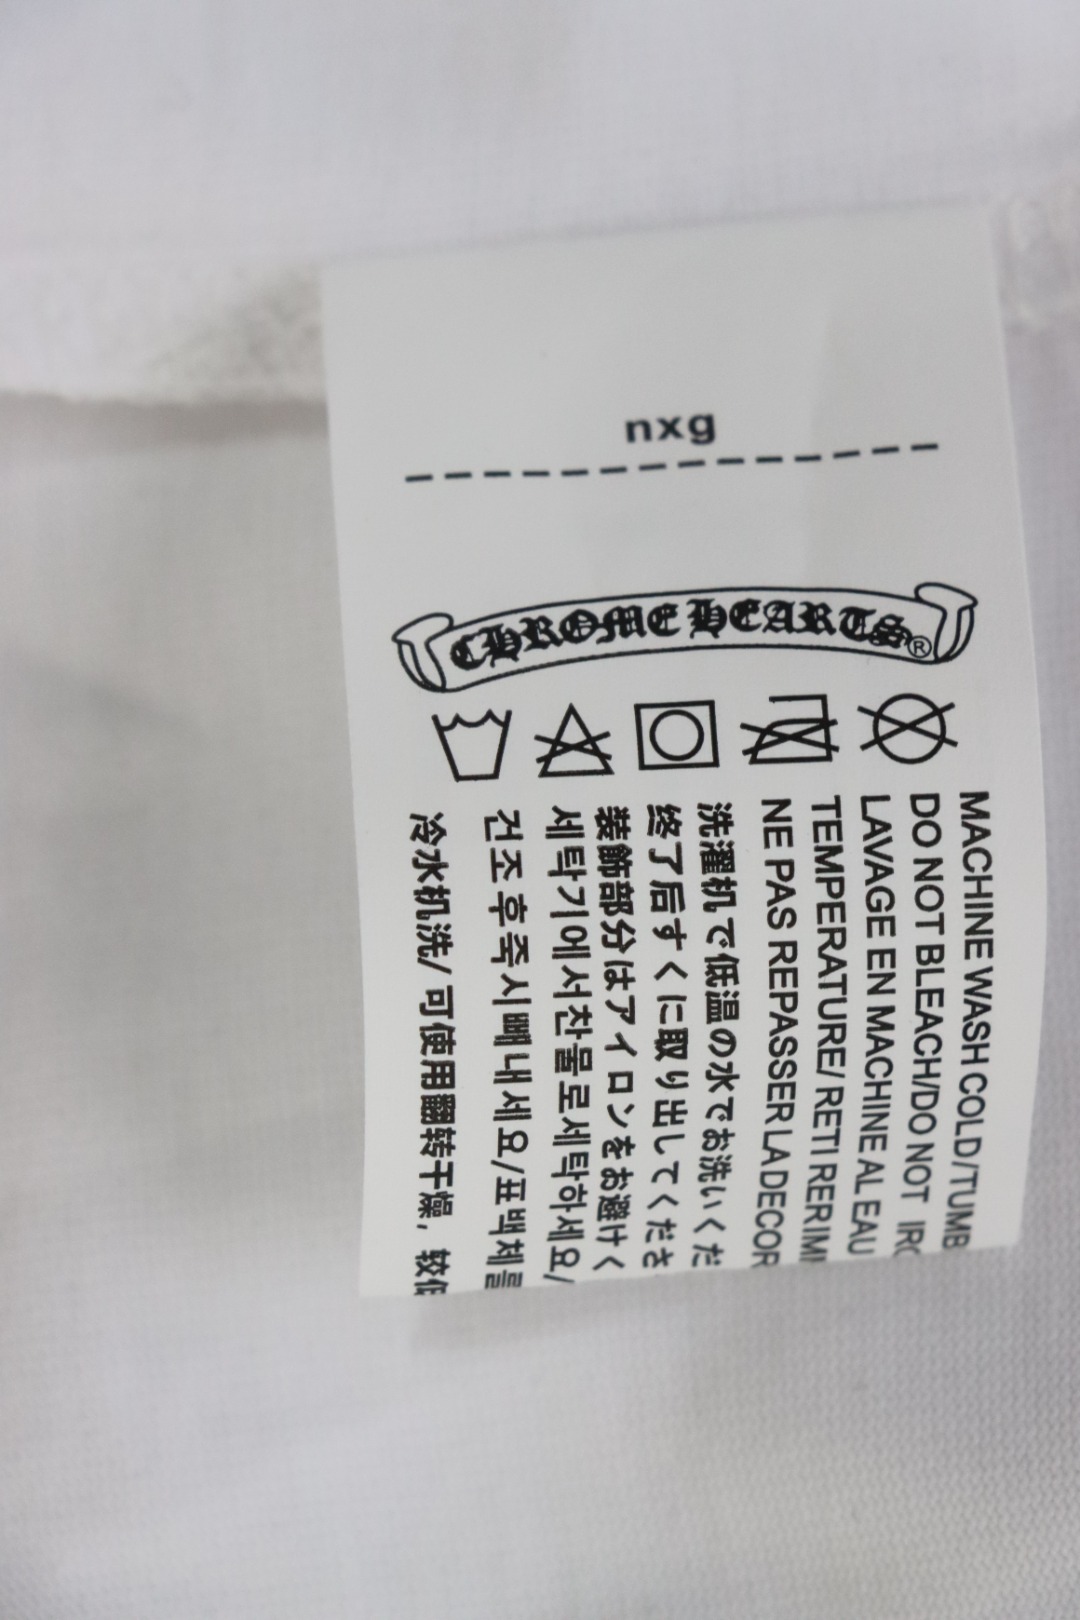 nxg
CHROME HEARTS®
MACHINE WASH COLD/TUMB
DO NOT BLEACH/DO NOT IRO
LAVAGE EN MACHINE AL EAU
TEMPERATURE/ RETI RERIMI
NE PAS REPASSER LA DECOR
洗濯机で低温の水でお洗いくだ
终了后すくに取り出してくださ
装飾部分はアイロンをお避けく
세탁기에서찬물로세탁하세요/
건조후즉시빼내세요/표백제를
冷水机洗/可使用翻转干燥, 较低